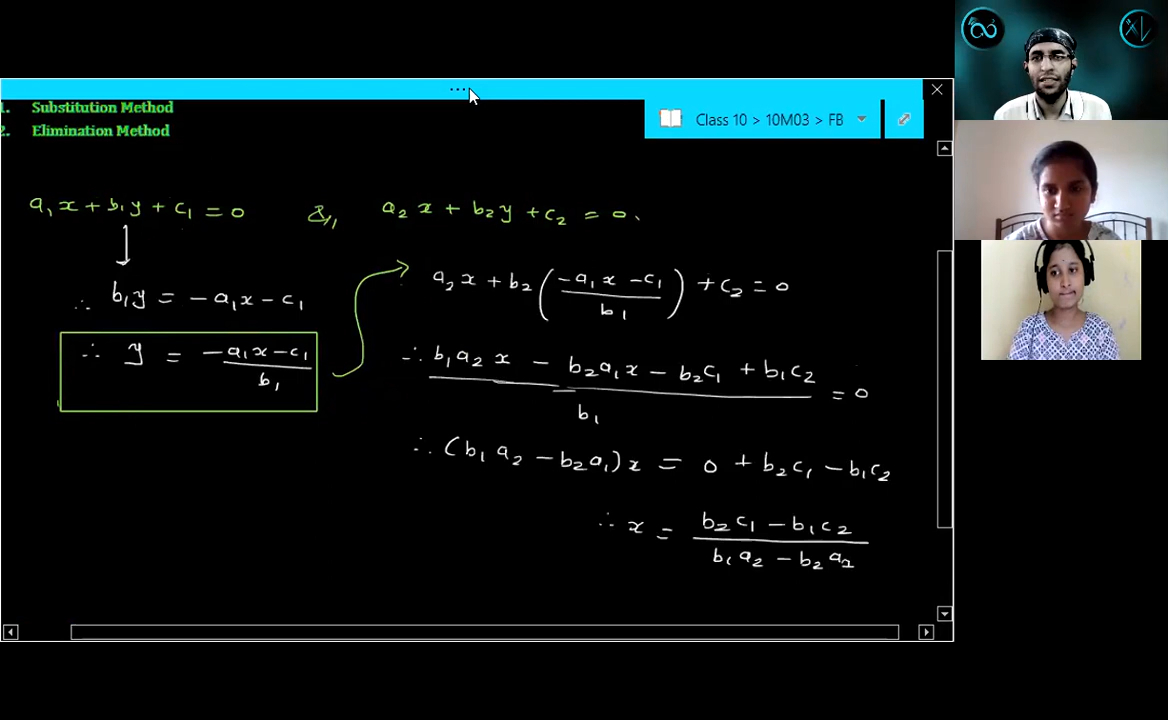 1. Substitution Method
2. Elimination Method
Class 10 > 10M03 > FB
a₁x + b₁y + c₁ = 0 & a₂x + b₂y + c₂ = 0.
∴ b₁y = -a₁x - c₁
∴ y = (-a₁x - c₁)/b₁
a₂x + b₂((-a₁x - c₁)/b₁) + c₂ = 0
∴ (b₁a₂x - b₂a₁x - b₂c₁ + b₁c₂)/b₁ = 0
∴ (b₁a₂ - b₂a₁)x = 0 + b₂c₁ - b₁c₂
∴ x = (b₂c₁ - b₁c₂)/(b₁a₂ - b₂a₂)